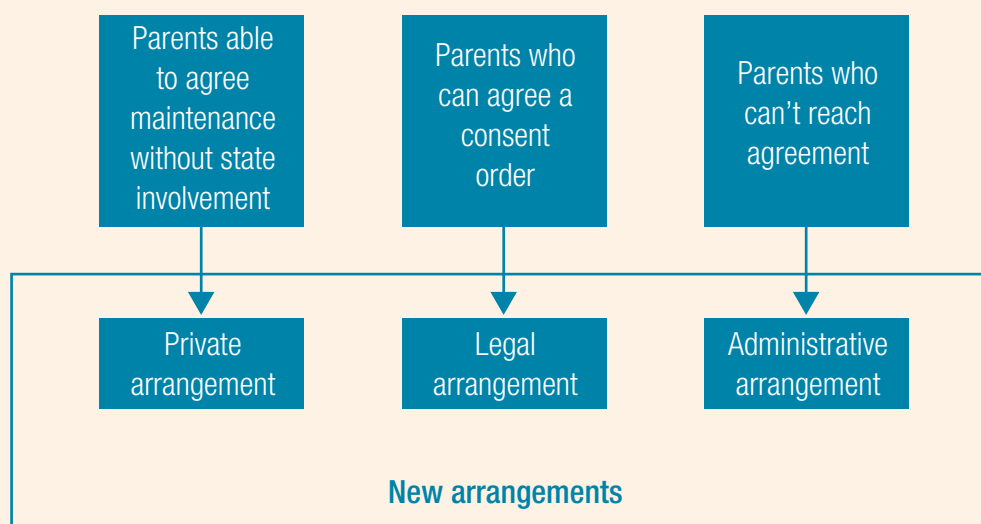 Parents able
to agree
maintenance
without state
involvement
Parents who
can agree a
consent
order
Parents who
can’t reach
agreement
Private
arrangement
Legal
arrangement
Administrative
arrangement
New arrangements